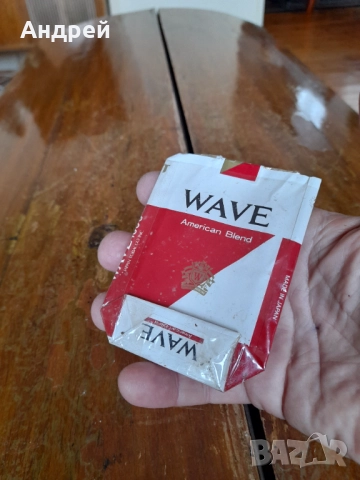 Андрей
WAVE
American Blend
MADE IN JAPAN
WAVE
BAZAR